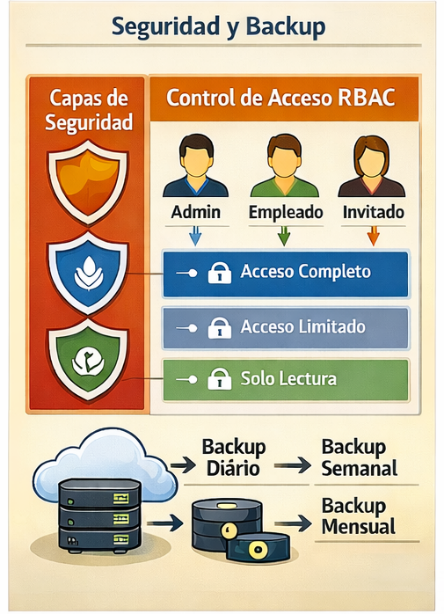 Seguridad y Backup
Capas de
Seguridad
Control de Acceso RBAC
Admin
Empleado
Invitado
Acceso Completo
Acceso Limitado
Solo Lectura
Backup
Diário
Backup
Semanal
Backup
Mensual